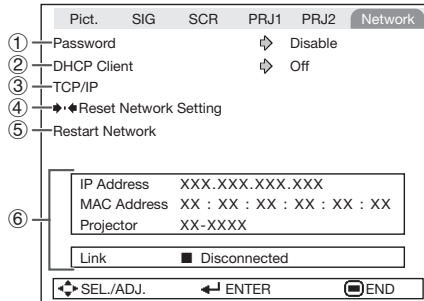 Pict. SIG SCR PRJ1 PRJ2 Network
① Password Disable
② DHCP Client Off
③ TCP/IP
④ Reset Network Setting
⑤ Restart Network
⑥
IP Address XXX.XXX.XXX.XXX
MAC Address XX : XX : XX : XX : XX : XX
Projector XX-XXXX
Link ■ Disconnected
SEL./ADJ. ENTER END